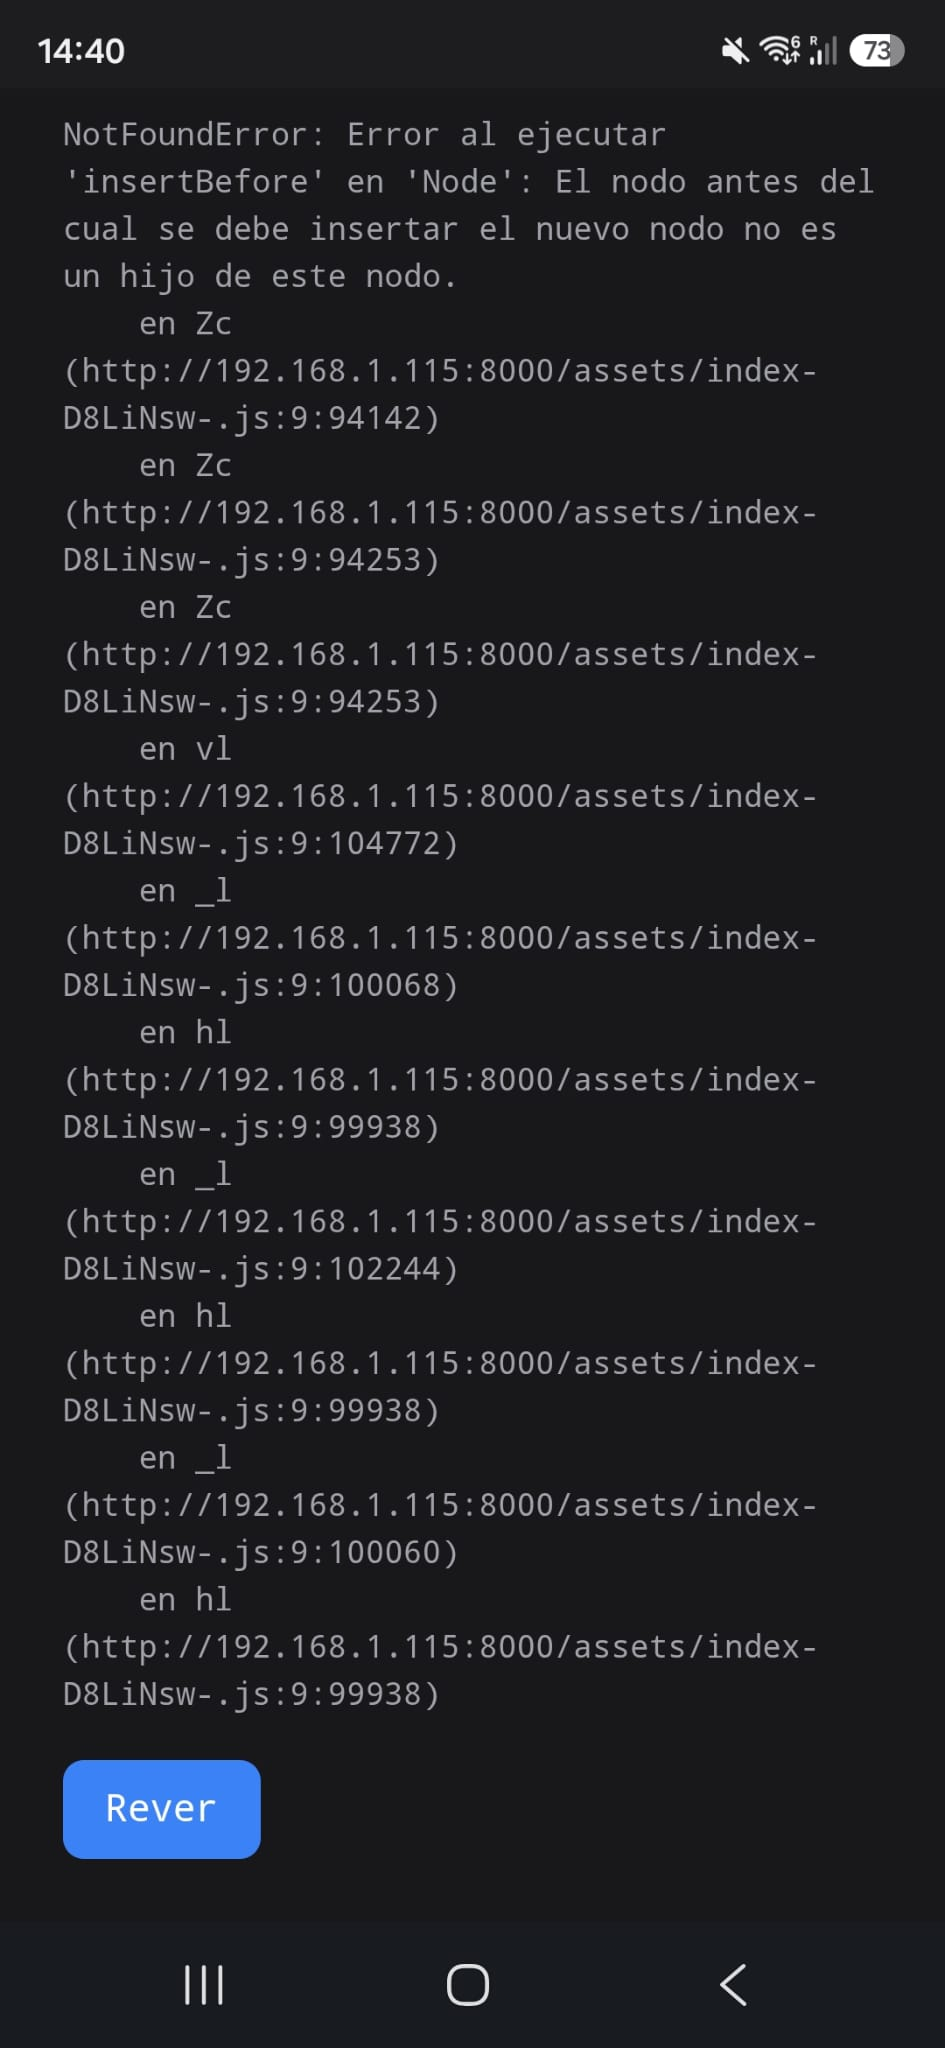 14:40
6
R
73
NotFoundError: Error al ejecutar
'insertBefore' en 'Node': El nodo antes del
cual se debe insertar el nuevo nodo no es
un hijo de este nodo.
en Zc
(http://192.168.1.115:8000/assets/index-
D8LiNsw-.js:9:94142)
en Zc
(http://192.168.1.115:8000/assets/index-
D8LiNsw-.js:9:94253)
en Zc
(http://192.168.1.115:8000/assets/index-
D8LiNsw-.js:9:94253)
en vl
(http://192.168.1.115:8000/assets/index-
D8LiNsw-.js:9:104772)
en _l
(http://192.168.1.115:8000/assets/index-
D8LiNsw-.js:9:100068)
en hl
(http://192.168.1.115:8000/assets/index-
D8LiNsw-.js:9:99938)
en _l
(http://192.168.1.115:8000/assets/index-
D8LiNsw-.js:9:102244)
en hl
(http://192.168.1.115:8000/assets/index-
D8LiNsw-.js:9:99938)
en _l
(http://192.168.1.115:8000/assets/index-
D8LiNsw-.js:9:100060)
en hl
(http://192.168.1.115:8000/assets/index-
D8LiNsw-.js:9:99938)
Rever